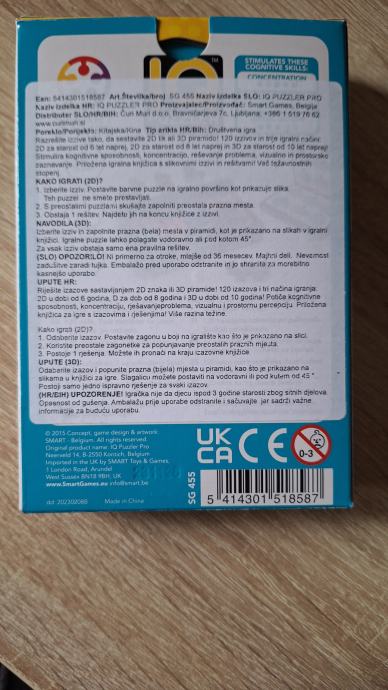 IQ
STIMULATES THESE
COGNITIVE SKILLS:
CONCENTRATION
Ean: 5414301518587 Art.Številka/broj SG 455 Naziv izdelka SLO: IQ PUZZLER PRO
Naziv izdelka HR: IQ PUZZLER PRO Proizvajalec/Proizvođač: Smart Games, Belgija
Distributer SLO/HR/BIH: Čuri Muri d.o.o., Bravničarjeva 7c, Ljubljana, +386 1 519 76 62
www.curimuri.si
Poreklo/Porijeklo: Kitajska/Kina Tip artikla HR/BIH: Društvena igra
Razrešite izzive tako, da sestavite 2D lik ali 3D piramido! 120 izzivov in trije igralni načini:
2D za starost od 6 let naprej, 2D za starost od 8 let naprej in 3D za starost od 10 let naprej!
Stimulira kognitivne sposobnosti, koncentracijo, reševanje problema, vizualno in prostorsko
zaznavanje. Priložena igralna knjižica s slikovnimi izzivi in rešitvami! Več težavnostnih
stopenj.
KAKO IGRATI (2D)?
1. Izberite izziv. Postavite barvne puzzle na igralno površino kot prikazuje slika.
Teh puzzel ne smete prestavljati.
2. S preostalimi puzzlami skušajte zapolniti preostala prazna mesta.
3. Obstaja 1 rešitev. Najdete jih na koncu knjižice z izzivi.
NAVODILA (3D):
Izberite izziv in zapolnite prazna (bela) mesta v piramidi, kot je prikazano na slikah v igralni
knjižici. Igralne puzzle lahko polagate vodoravno ali pod kotom 45°.
Za vsak izziv obstaja samo ena pravilna rešitev.
(SLO) OPOZORILO! Ni primerno za otroke, mlajše od 36 mesecev. Majhni deli. Nevarnost
zadušitve zaradi tujka. Embalažo pred uporabo odstranite in jo shranite za morebitno
kasnejšo uporabo.
UPUTE HR:
Riješite izazove sastavljanjem 2D znaka ili 3D piramide! 120 izazova i tri načina igranja:
2D u dobi od 6 godina, D za dob od 8 godina i 3D u dobi od 10 godina! Potiče kognitivne
sposobnosti, koncentraciju, rješavanjeproblema, vizualnu i prostornu percepciju. Priložena
knjižica za igre s izazovima i rješenjima! Više razina težine.
Kako igrati (2D)?
1. Odaberite izazov. Postavite zagonu u boji na igralište kao što je prikazano na slici.
2. Koristite preostale zagonetke za popunjavanje preostalih praznih mjesta.
3. Postoje 1 rješenja. Možete ih pronaći na kraju izazovne knjižice
UPUTE (3D):
Odaberite izazov i popunite prazna (bijela) mjesta u piramidi, kao što je prikazano na
slikama u knjižici za igre. Slagalicu možete postaviti na vodoravni ili pod kutom od 45 °.
Postoji samo jedno ispravno rješenje za svaki izazov.
(HR/BIH) UPOZORENJE! Igračka nije da djecu ispod 3 godine starosti zbog sitnih djelova.
Opasnost od gušenja. Ambalažu prije uporabe odstranite i sačuvajte jar sadrži važne
informacije za buduću uporabu.
© 2015 Concept, game design & artwork:
SMART - Belgium. All rights reserved.
Original product name: IQ Puzzler Pro
Neerveld 14, B-2550 Kontich, Belgium
Imported in the UK by SMART Toys & Games,
1 London Road, Arundel
West Sussex BN18 9BH, UK
www.SmartGames.eu info@smart.be
dd: 20230208B Made in China
UK
CA
CE
0-3
SG 455
5 414301 518587